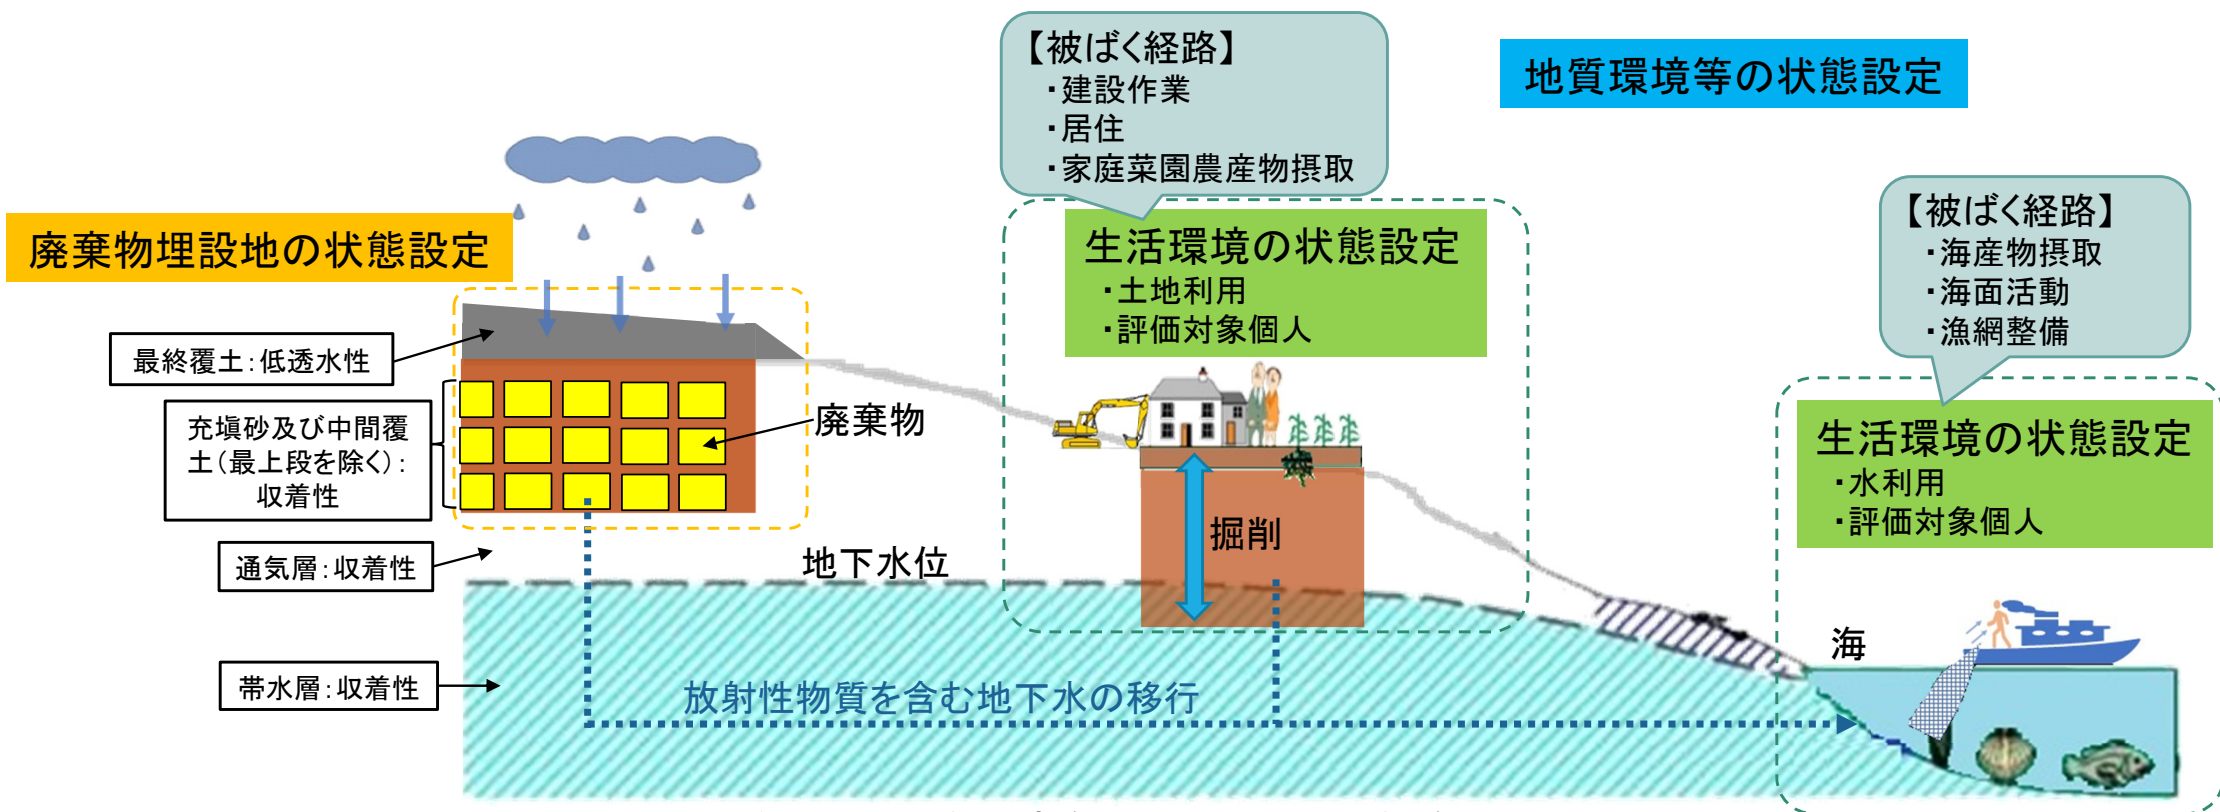 【被ばく経路】
・建設作業
・居住
・家庭菜園農産物摂取
地質環境等の状態設定
【被ばく経路】
・海産物摂取
・海面活動
・漁網整備
廃棄物埋設地の状態設定
生活環境の状態設定
・土地利用
・評価対象個人
最終覆土：低透水性
充塡砂及び中間覆
土（最上段を除く）：
収着性
廃棄物
生活環境の状態設定
・水利用
・評価対象個人
掘削
通気層：収着性
地下水位
海
帯水層：収着性
放射性物質を含む地下水の移行